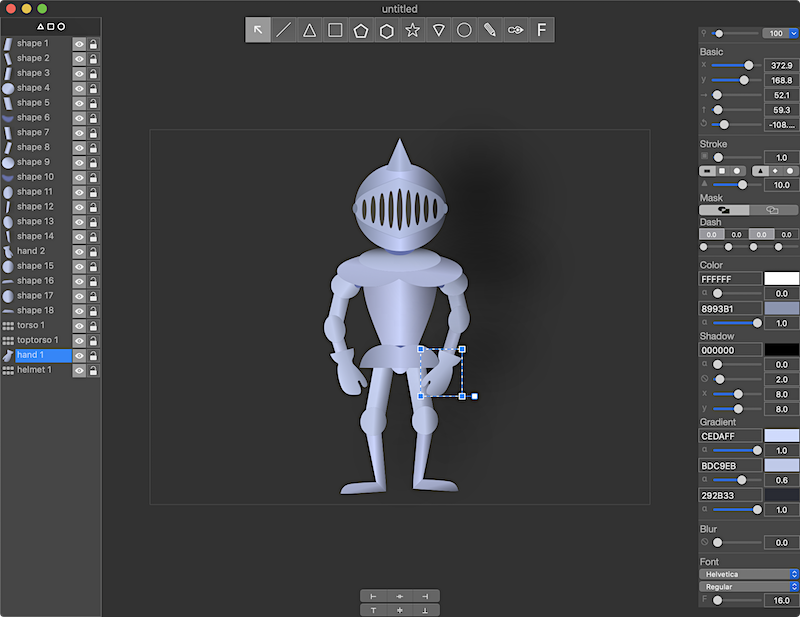 untitled
F
100
shape 1
shape 2
shape 3
shape 4
shape 5
shape 6
shape 7
shape 8
shape 9
shape 10
shape 11
shape 12
shape 13
shape 14
hand 2
shape 15
shape 16
shape 17
shape 18
torso 1
toptorso 1
hand 1
helmet 1
Basic
x 372.9
y 168.8
52.1
59.3
-108....
Stroke
1.0
10.0
Mask
Dash
0.0 0.0 0.0 0.0
Color
FFFFFF
α 0.0
8993B1
α 1.0
Shadow
000000
α 0.0
2.0
x 8.0
y 8.0
Gradient
CEDAFF
α 1.0
BDC9EB
α 0.6
292B33
α 1.0
Blur
0.0
Font
Helvetica
Regular
F 16.0